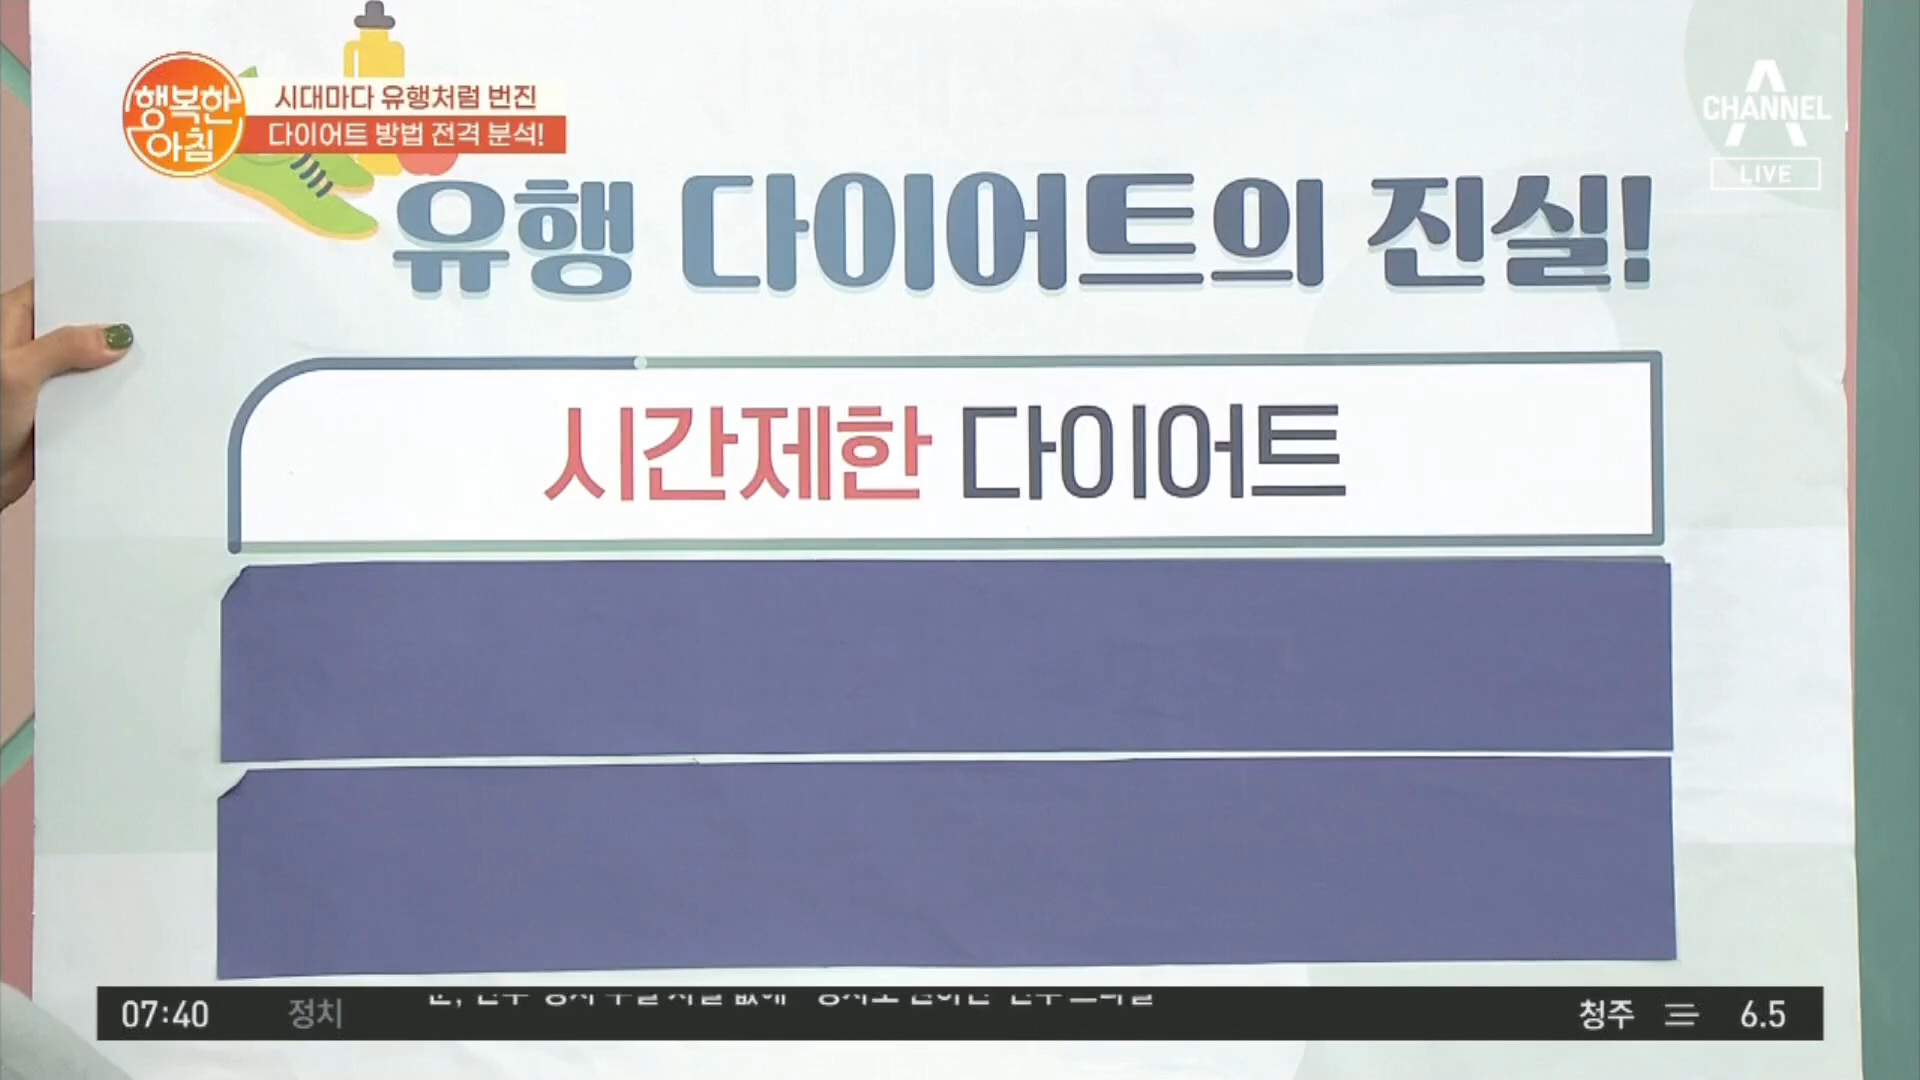 행복한
아침
시대마다 유행처럼 번진
다이어트 방법 전격 분석!
CHANNEL A
LIVE
유행 다이어트의 진실!
시간제한 다이어트
07:40 정치
청주 6.5